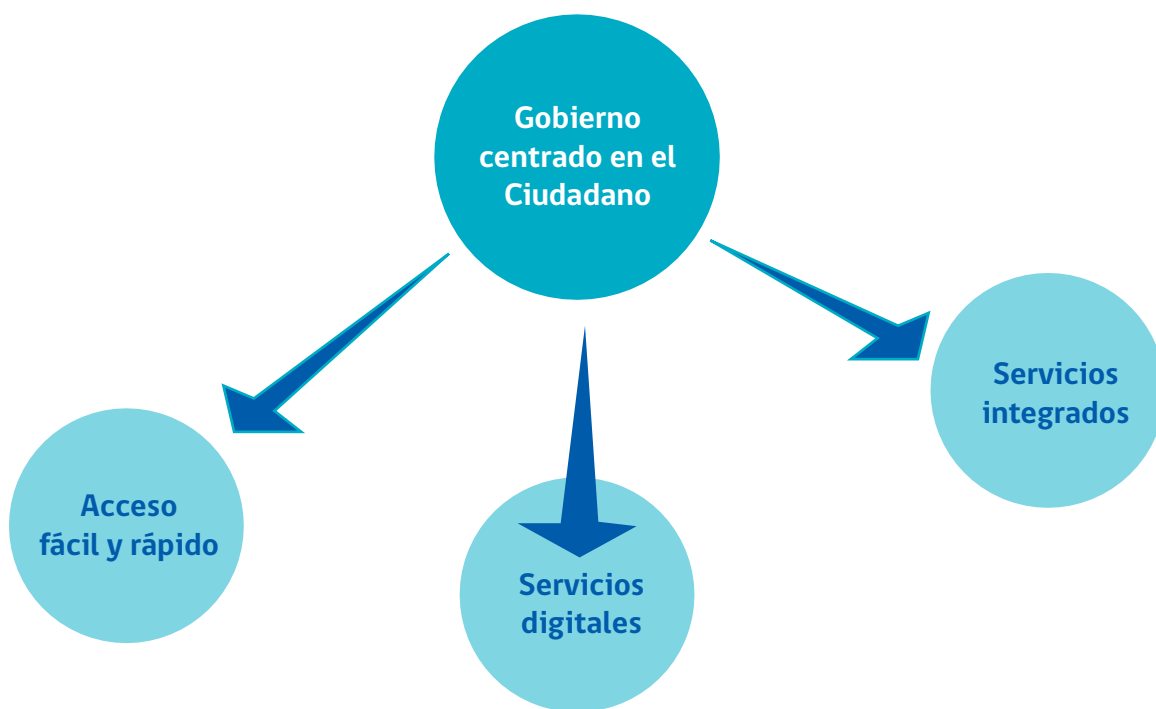 Gobierno
centrado en el
Ciudadano
Servicios
integrados
Acceso
fácil y rápido
Servicios
digitales